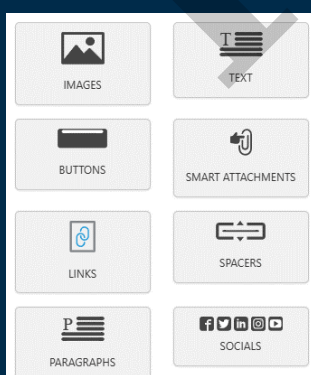 IMAGES
T
TEXT
BUTTONS
SMART ATTACHMENTS
LINKS
SPACERS
P
PARAGRAPHS
SOCIALS